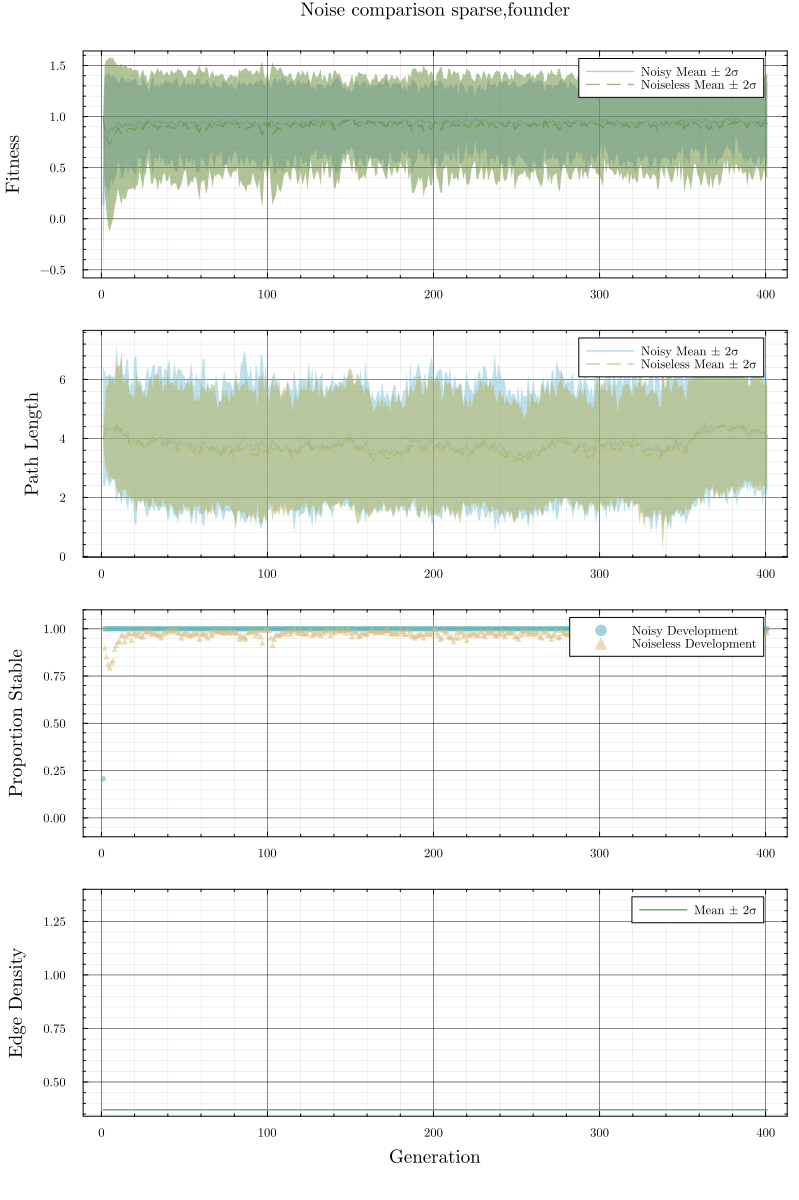 Noise comparison sparse,founder
Noisy Mean ± 2σ
Noiseless Mean ± 2σ
Fitness
1.5
1.0
0.5
0.0
−0.5
0
100
200
300
400
Noisy Mean ± 2σ
Noiseless Mean ± 2σ
Path Length
6
4
2
0
0
100
200
300
400
Noisy Development
Noiseless Development
Proportion Stable
1.00
0.75
0.50
0.25
0.00
0
100
200
300
400
Mean ± 2σ
Edge Density
1.25
1.00
0.75
0.50
0
100
200
300
400
Generation